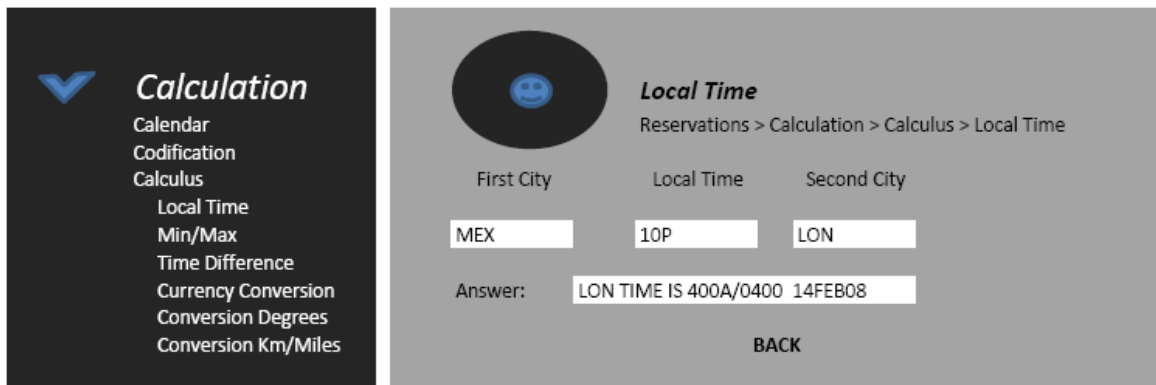 Calculation
Calendar
Codification
Calculus
Local Time
Min/Max
Time Difference
Currency Conversion
Conversion Degrees
Conversion Km/Miles
Local Time
Reservations > Calculation > Calculus > Local Time
First City Local Time Second City
MEX 10P LON
Answer: LON TIME IS 400A/0400 14FEB08
BACK